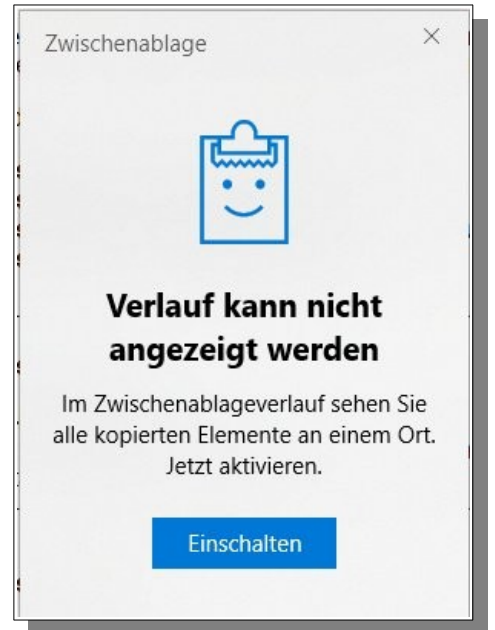 Zwischenablage
Verlauf kann nicht
angezeigt werden
Im Zwischenablageverlauf sehen Sie
alle kopierten Elemente an einem Ort.
Jetzt aktivieren.
Einschalten